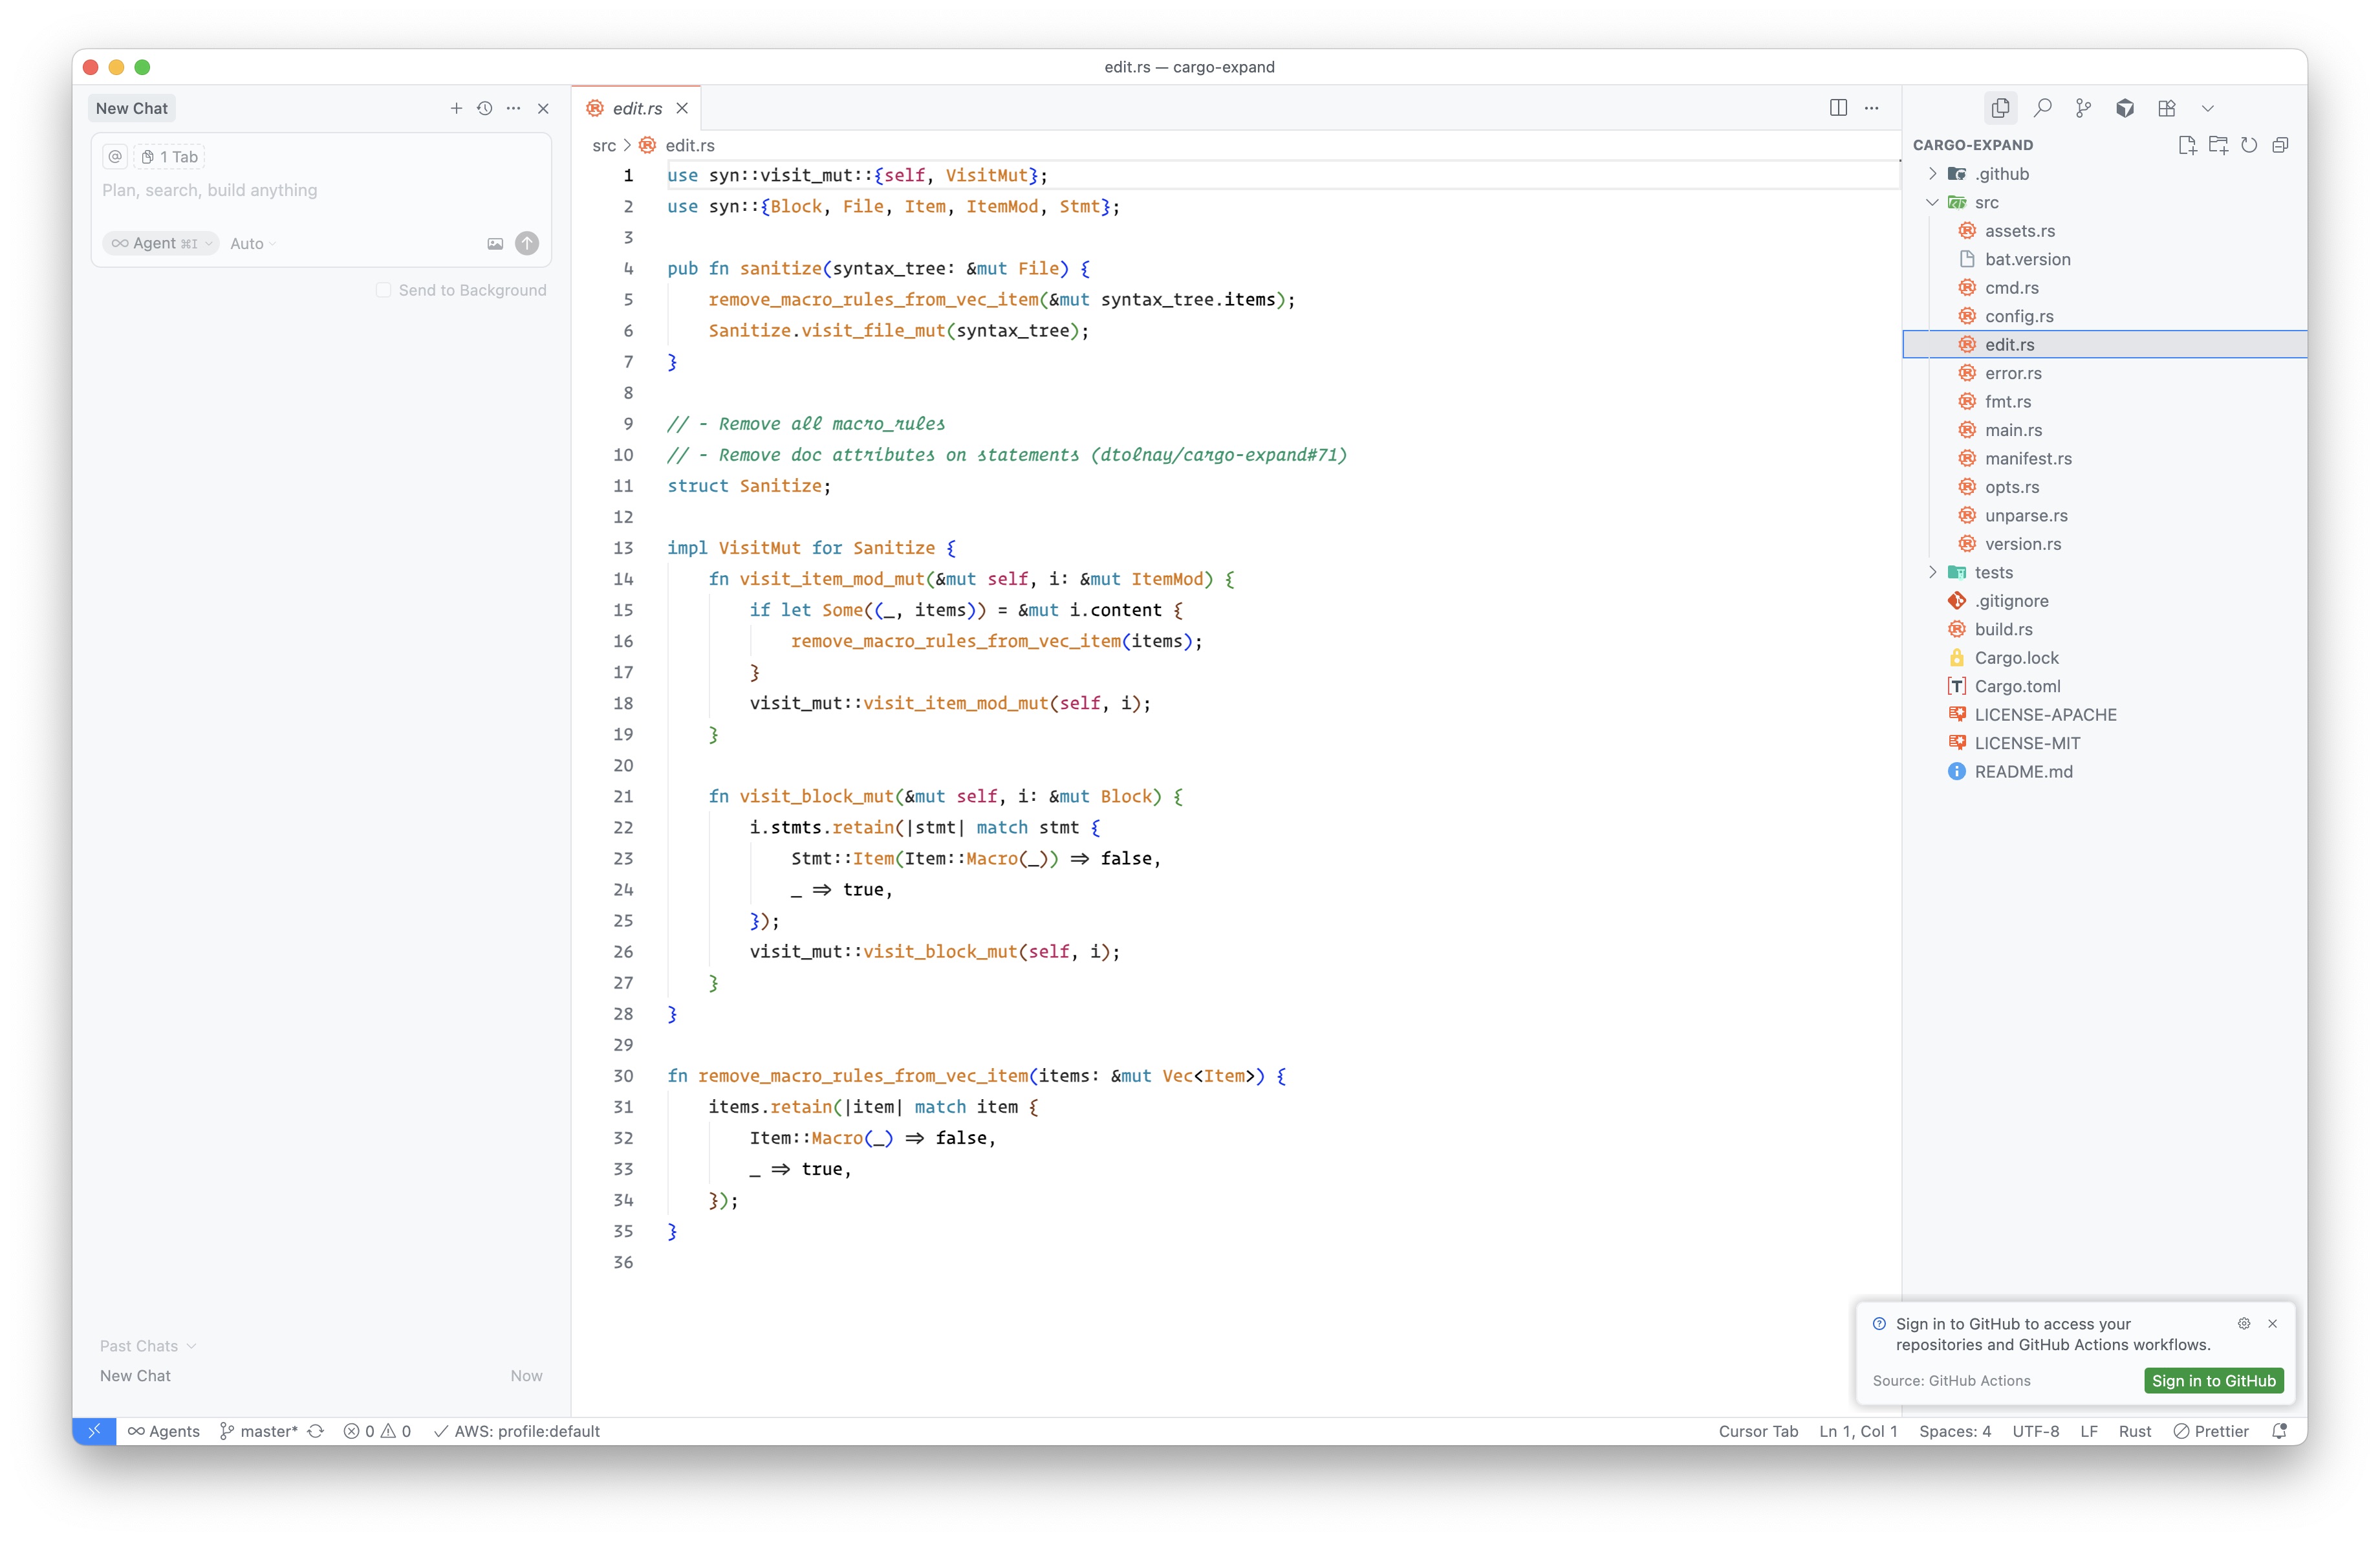 edit.rs — cargo-expand
New Chat
@ 1 Tab
Plan, search, build anything
Agent ⌘I Auto
Send to Background
Past Chats
New Chat Now
edit.rs
src > edit.rs
1 use syn::visit_mut::{self, VisitMut};
2 use syn::{Block, File, Item, ItemMod, Stmt};
3
4 pub fn sanitize(syntax_tree: &mut File) {
5     remove_macro_rules_from_vec_item(&mut syntax_tree.items);
6     Sanitize.visit_file_mut(syntax_tree);
7 }
8
9 // - Remove all macro_rules
10 // - Remove doc attributes on statements (dtolnay/cargo-expand#71)
11 struct Sanitize;
12
13 impl VisitMut for Sanitize {
14     fn visit_item_mod_mut(&mut self, i: &mut ItemMod) {
15         if let Some((_, items)) = &mut i.content {
16             remove_macro_rules_from_vec_item(items);
17         }
18         visit_mut::visit_item_mod_mut(self, i);
19     }
20
21     fn visit_block_mut(&mut self, i: &mut Block) {
22         i.stmts.retain(|stmt| match stmt {
23             Stmt::Item(Item::Macro(_)) => false,
24             _ => true,
25         });
26         visit_mut::visit_block_mut(self, i);
27     }
28 }
29
30 fn remove_macro_rules_from_vec_item(items: &mut Vec<Item>) {
31     items.retain(|item| match item {
32         Item::Macro(_) => false,
33         _ => true,
34     });
35 }
36
CARGO-EXPAND
.github
src
assets.rs
bat.version
cmd.rs
config.rs
edit.rs
error.rs
fmt.rs
main.rs
manifest.rs
opts.rs
unparse.rs
version.rs
tests
.gitignore
build.rs
Cargo.lock
Cargo.toml
LICENSE-APACHE
LICENSE-MIT
README.md
Sign in to GitHub to access your
repositories and GitHub Actions workflows.
Source: GitHub Actions Sign in to GitHub
Agents master* 0 0 AWS: profile:default Cursor Tab Ln 1, Col 1 Spaces: 4 UTF-8 LF Rust Prettier